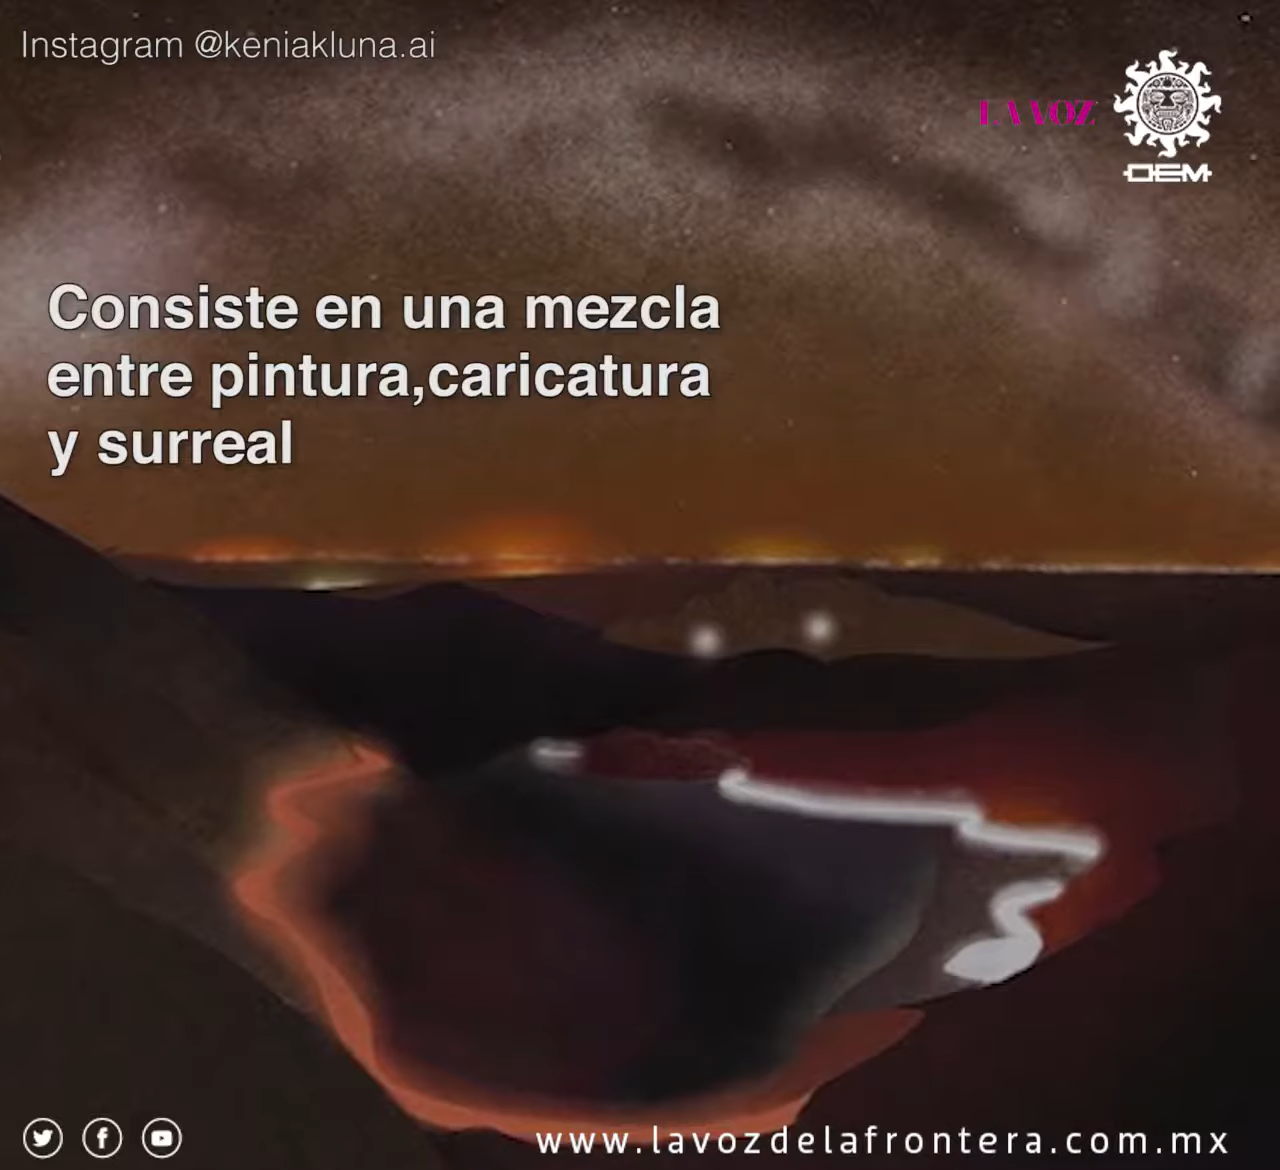 Instagram @keniakluna.ai
LA VOZ
OEM
Consiste en una mezcla
entre pintura,caricatura
y surreal
www.lavozdelafrontera.com.mx